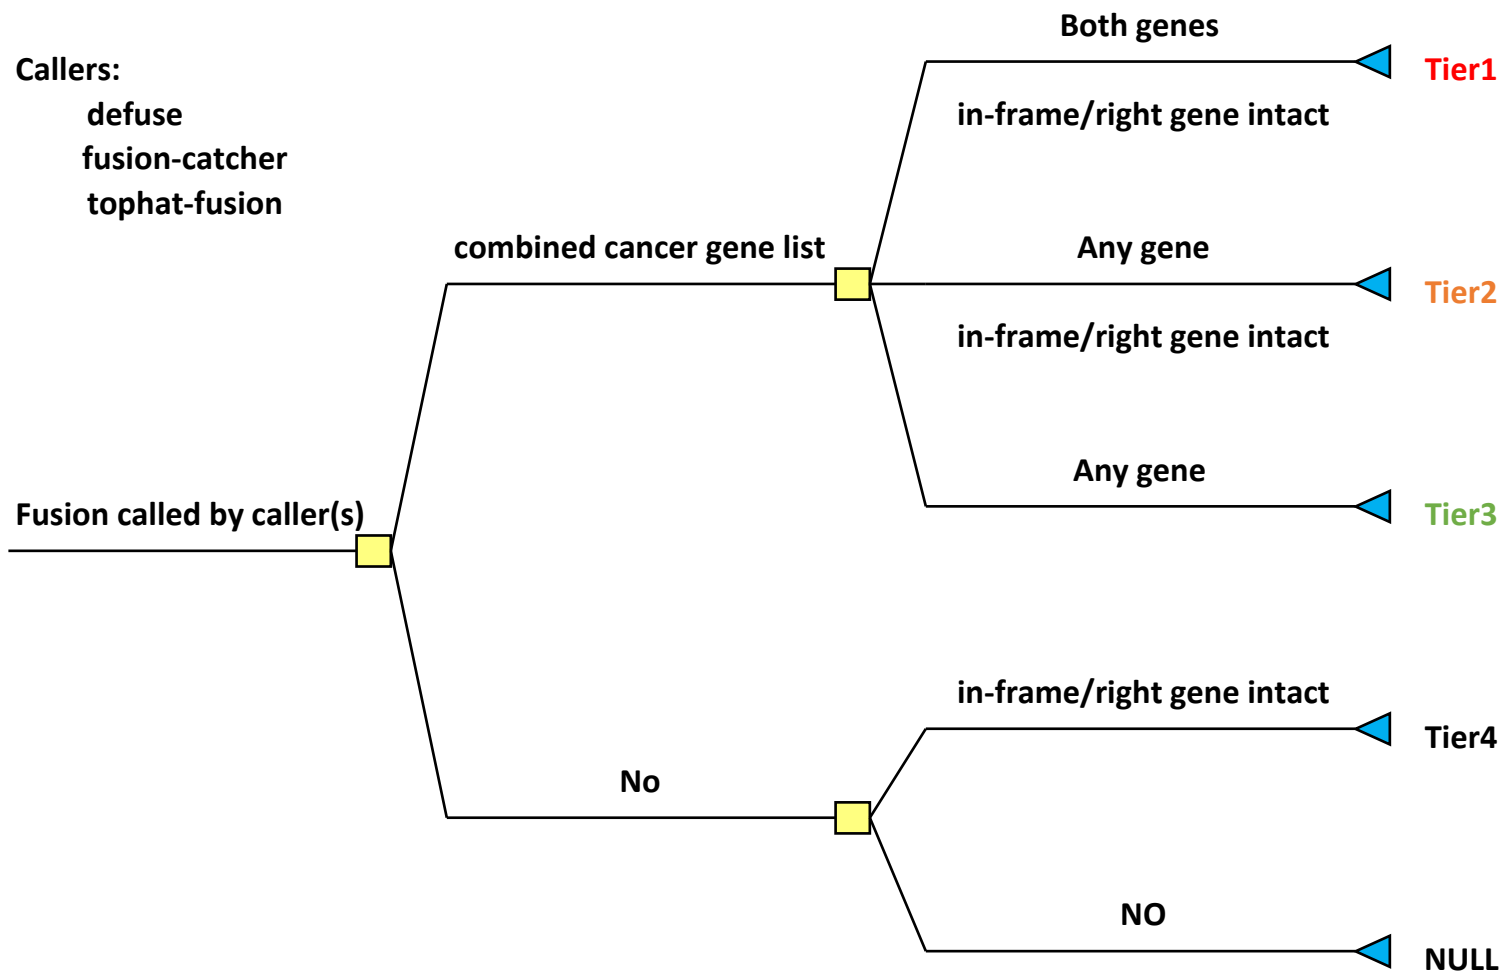 Callers:
defuse
fusion-catcher
tophat-fusion
Both genes
in-frame/right gene intact
Tier1
combined cancer gene list
Any gene
in-frame/right gene intact
Tier2
Any gene
Tier3
Fusion called by caller(s)
in-frame/right gene intact
Tier4
No
NO
NULL